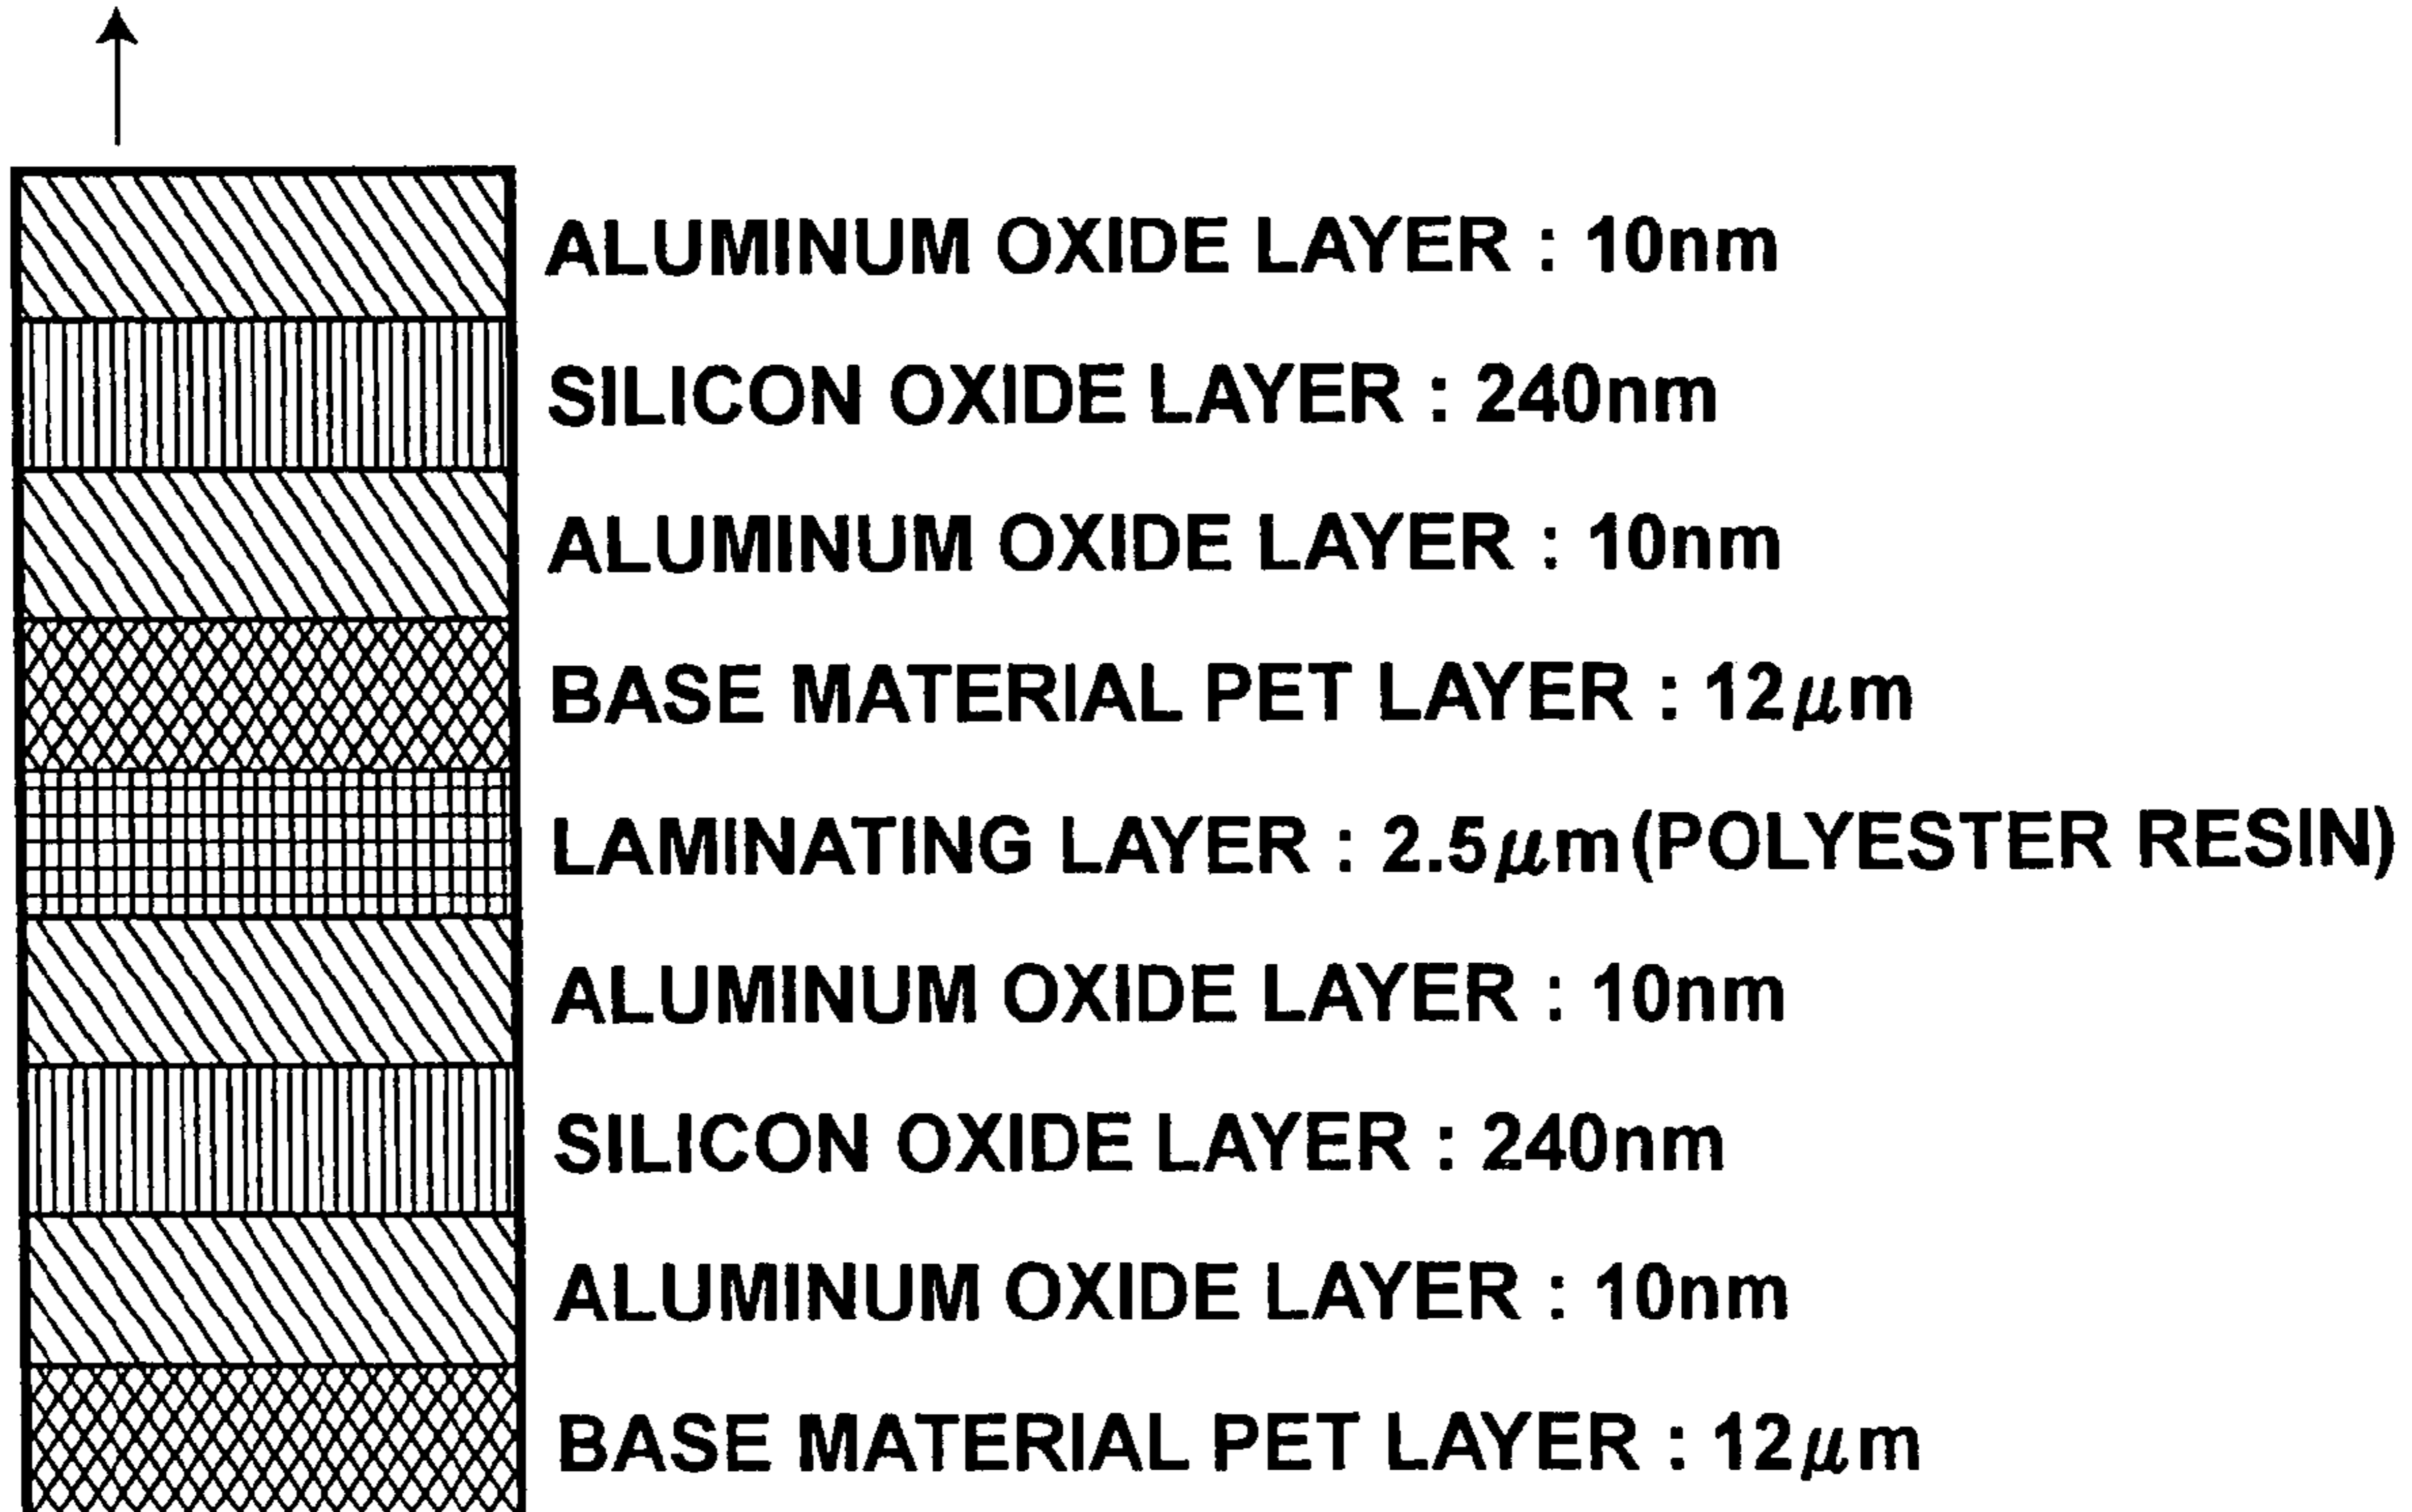 ALUMINUM OXIDE LAYER : 10nm
SILICON OXIDE LAYER : 240nm
ALUMINUM OXIDE LAYER : 10nm
BASE MATERIAL PET LAYER : 12μm
LAMINATING LAYER : 2.5μm(POLYESTER RESIN)
ALUMINUM OXIDE LAYER : 10nm
SILICON OXIDE LAYER : 240nm
ALUMINUM OXIDE LAYER : 10nm
BASE MATERIAL PET LAYER : 12μm